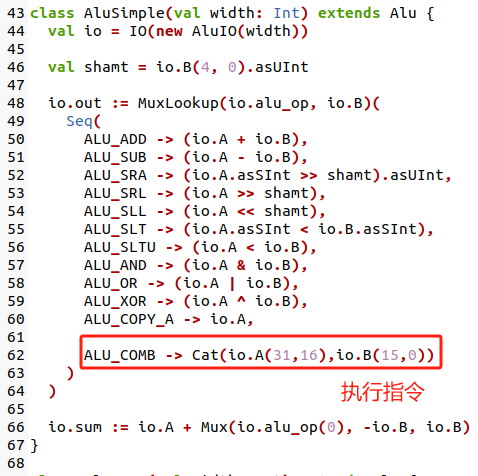 43 class AluSimple(val width: Int) extends Alu {
44   val io = IO(new AluIO(width))
45
46   val shamt = io.B(4, 0).asUInt
47
48   io.out := MuxLookup(io.alu_op, io.B)(
49     Seq(
50       ALU_ADD -> (io.A + io.B),
51       ALU_SUB -> (io.A - io.B),
52       ALU_SRA -> (io.A.asSInt >> shamt).asUInt,
53       ALU_SRL -> (io.A >> shamt),
54       ALU_SLL -> (io.A << shamt),
55       ALU_SLT -> (io.A.asSInt < io.B.asSInt),
56       ALU_SLTU -> (io.A < io.B),
57       ALU_AND -> (io.A & io.B),
58       ALU_OR -> (io.A | io.B),
59       ALU_XOR -> (io.A ^ io.B),
60       ALU_COPY_A -> io.A,
61
62       ALU_COMB -> Cat(io.A(31,16),io.B(15,0))
63     )
执行指令
64   )
65
66   io.sum := io.A + Mux(io.alu_op(0), -io.B, io.B)
67 }
68